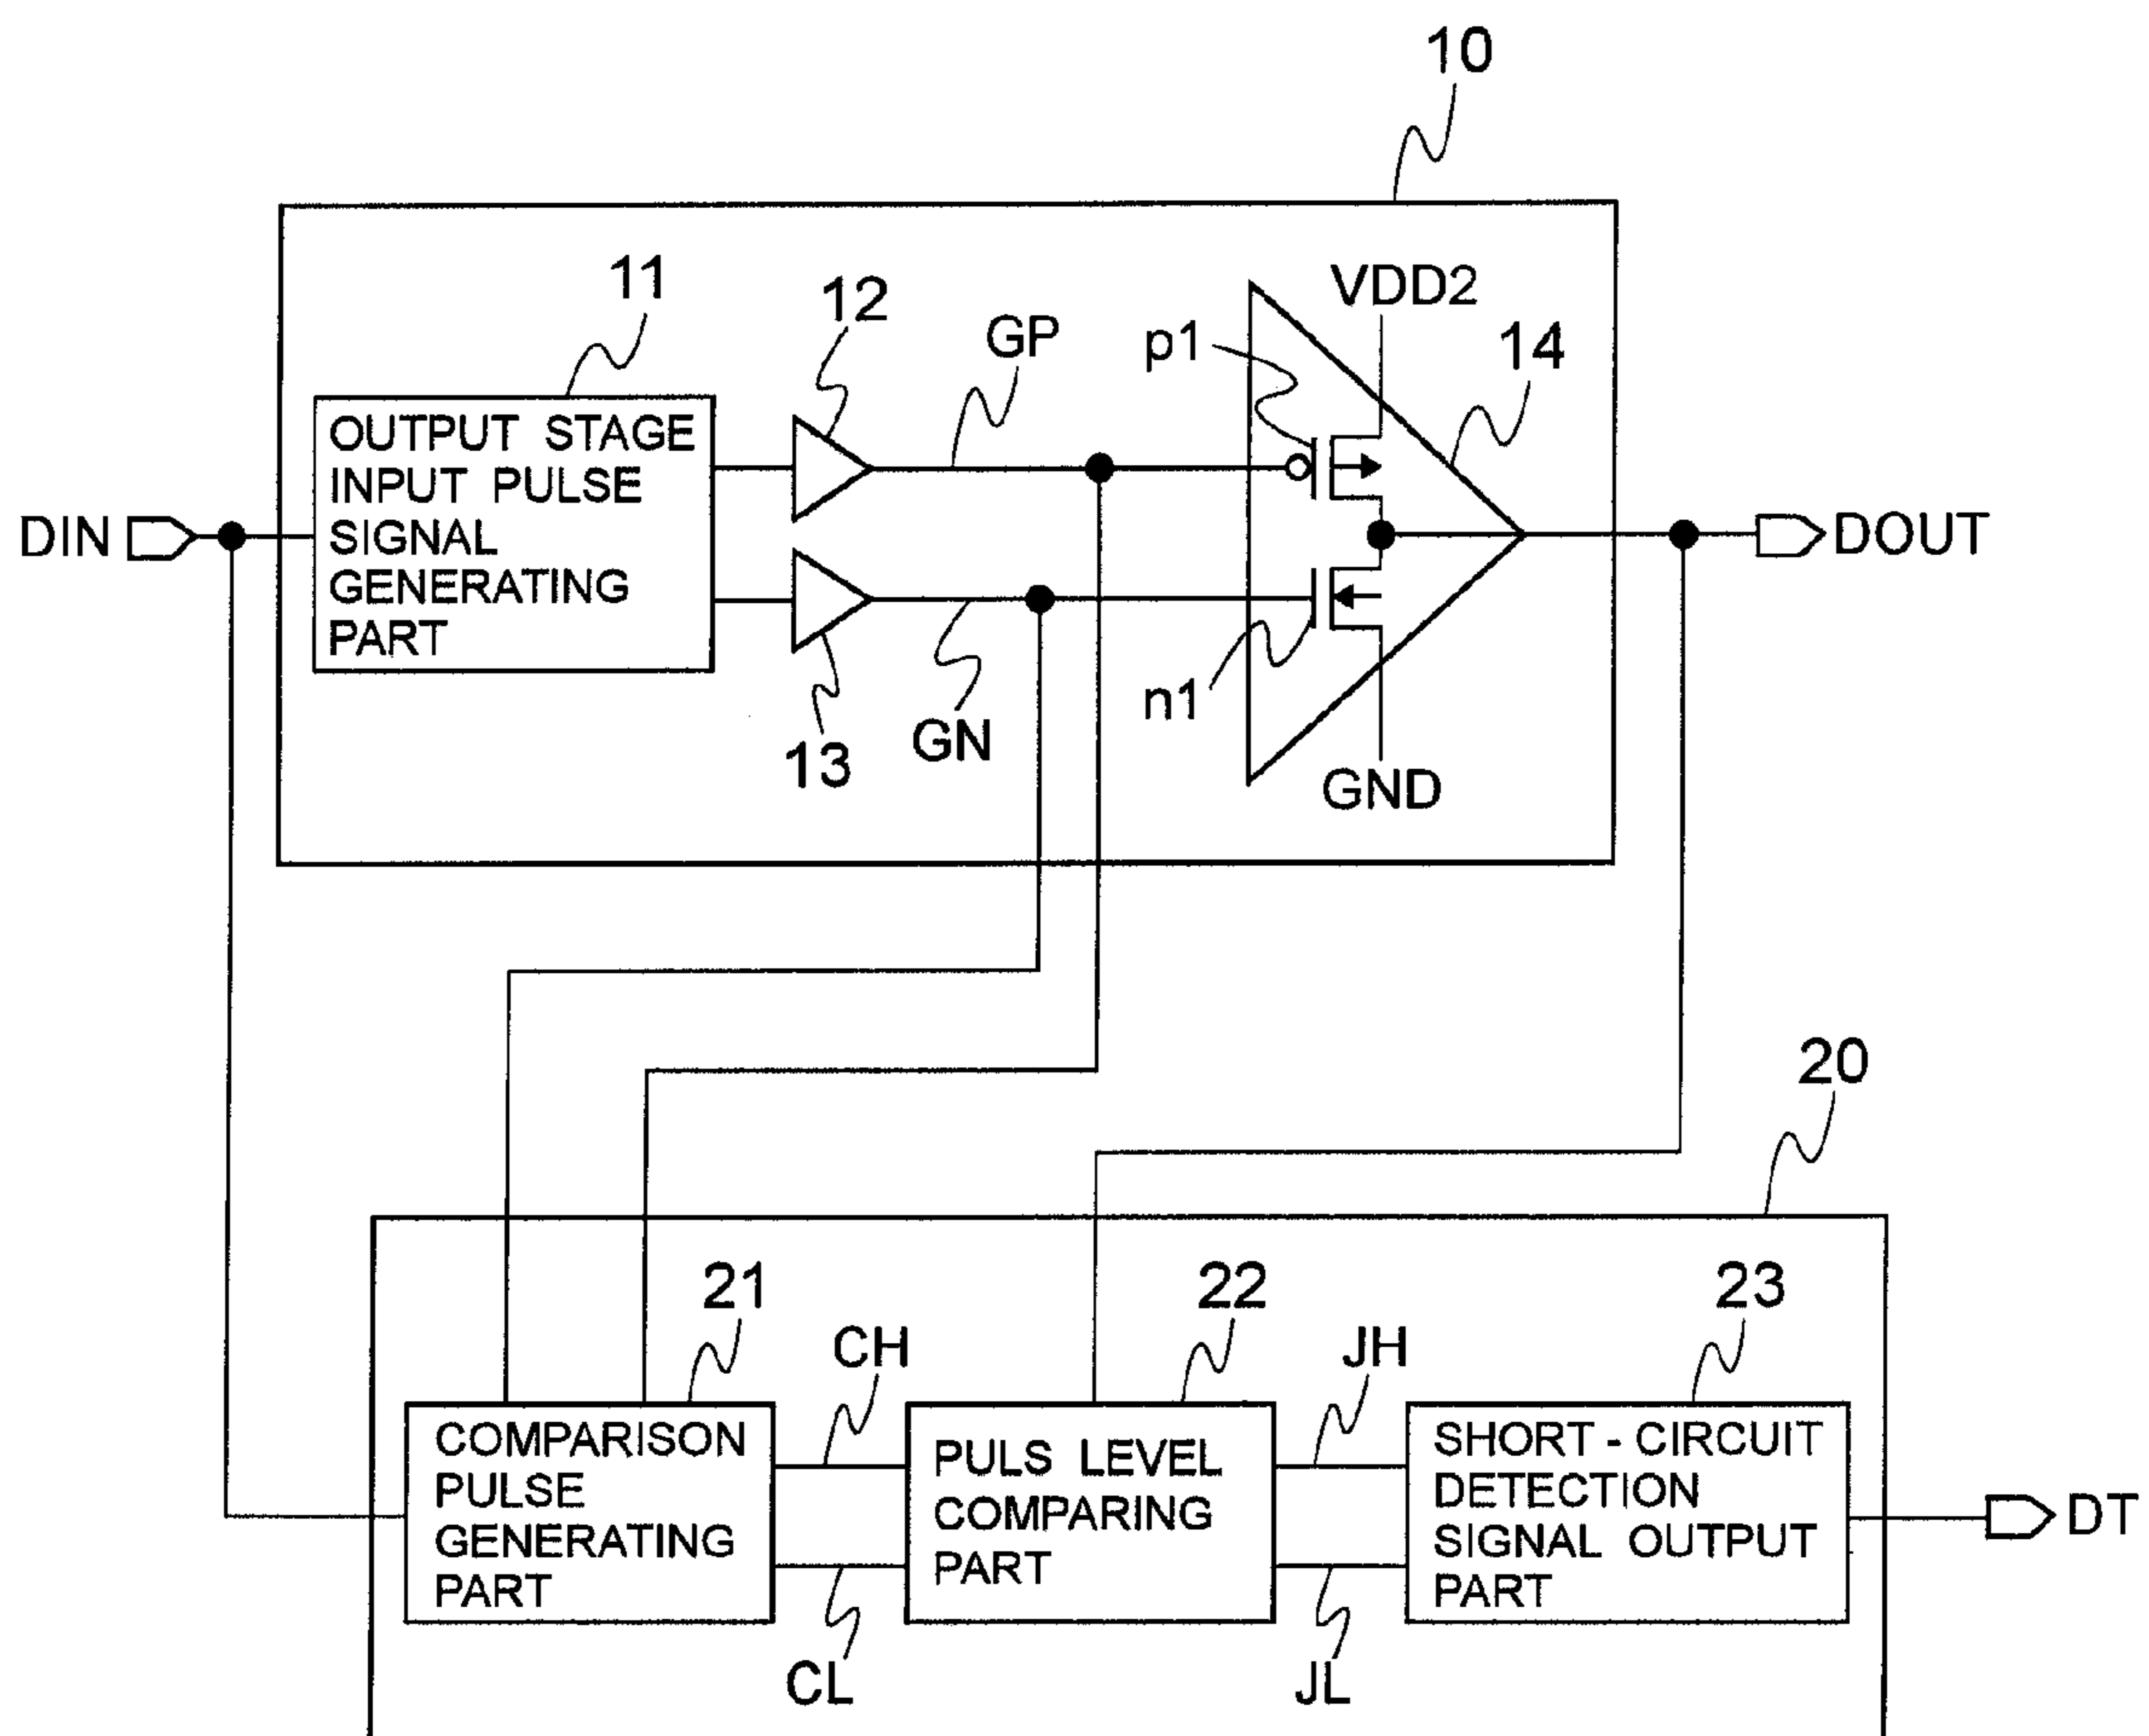 10
11
12
GP
VDD2
p1
14
OUTPUT STAGE
INPUT PULSE
SIGNAL
GENERATING
PART
DIN
DOUT
13
GN
n1
GND
20
21
22
23
CH
JH
COMPARISON
PULSE
GENERATING
PART
PULS LEVEL
COMPARING
PART
SHORT - CIRCUIT
DETECTION
SIGNAL OUTPUT
PART
DT
CL
JL